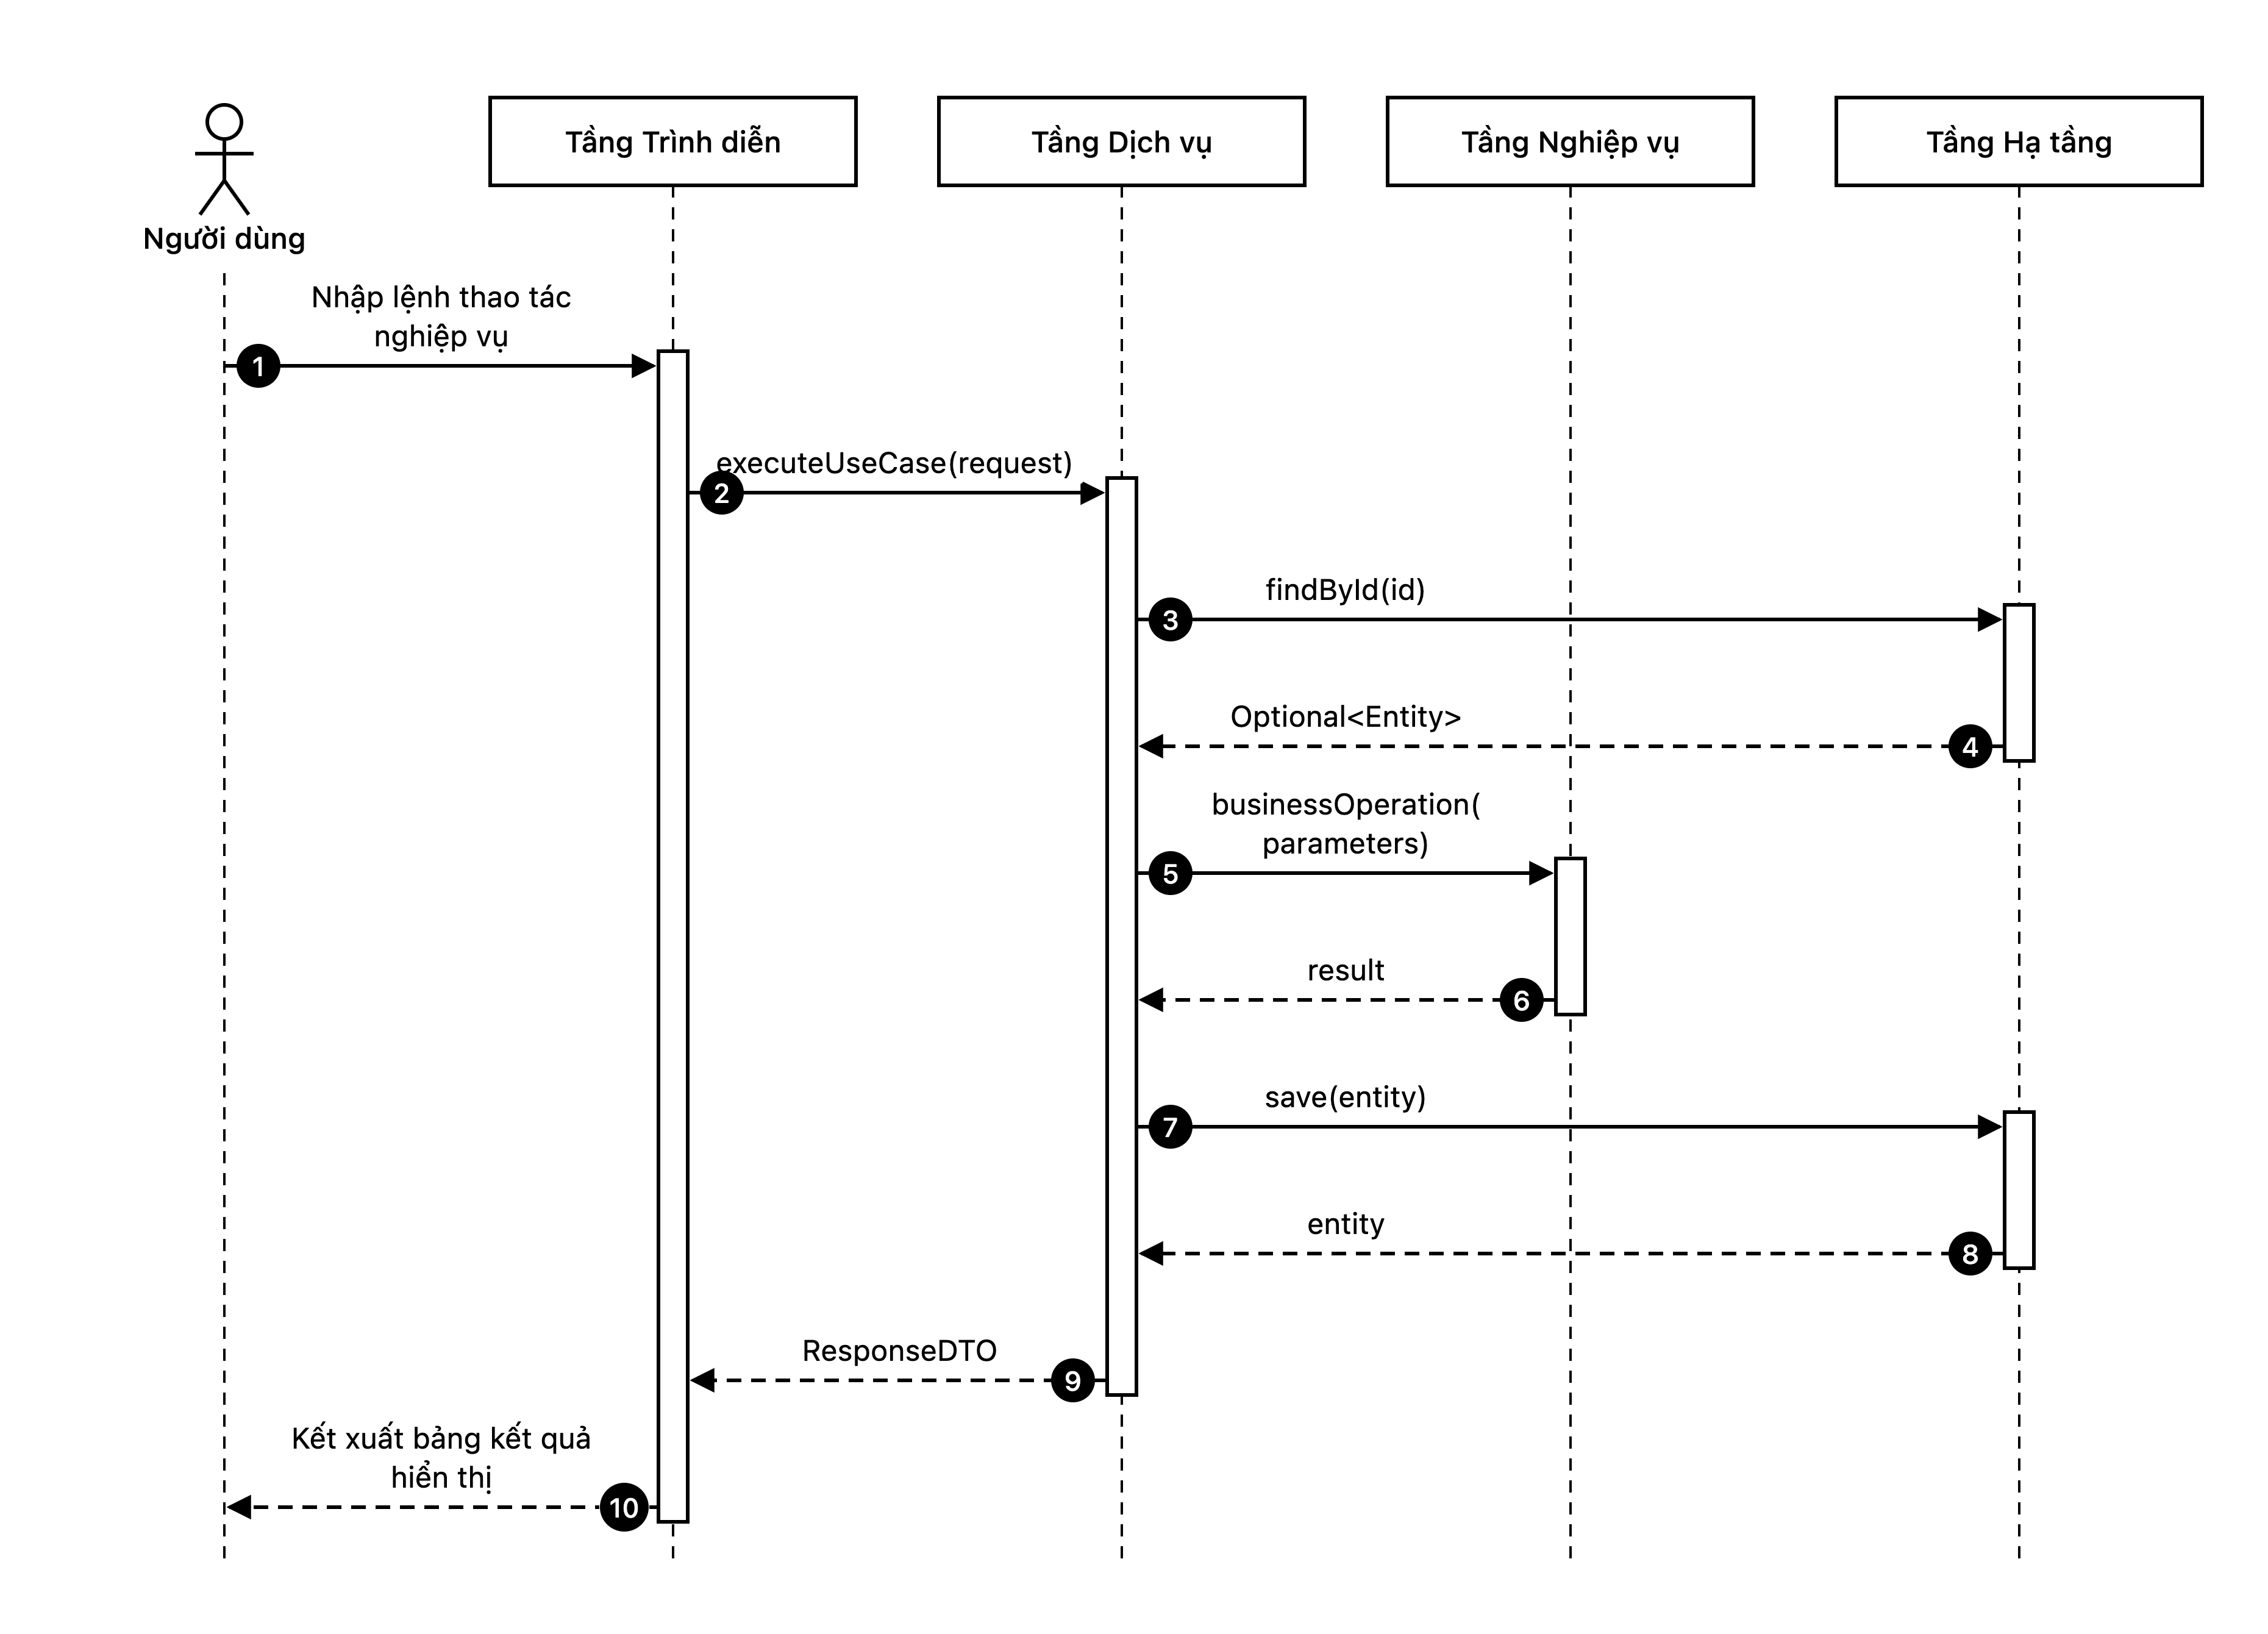 Tầng Trình diễn
Tầng Dịch vụ
Tầng Nghiệp vụ
Tầng Hạ tầng
Người dùng
Nhập lệnh thao tác
nghiệp vụ
1
executeUseCase(request)
2
findById(id)
3
Optional<Entity>
4
businessOperation(
parameters)
5
result
6
save(entity)
7
entity
8
ResponseDTO
9
Kết xuất bảng kết quả
hiển thị
10